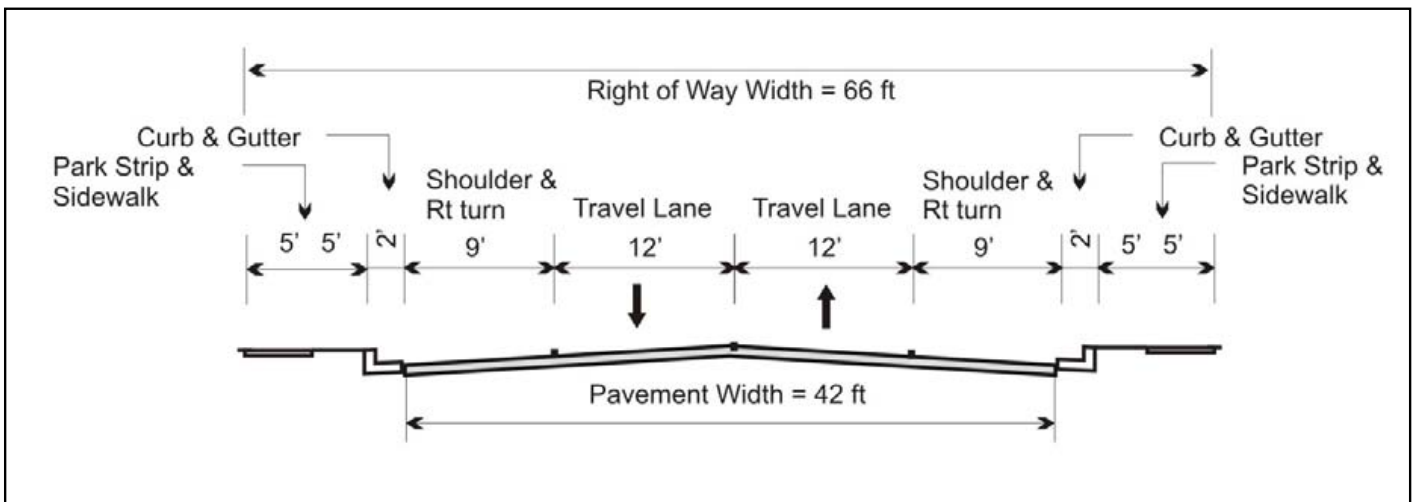 Right of Way Width = 66 ft
Curb & Gutter
Curb & Gutter
Park Strip &
Sidewalk
Shoulder &
Rt turn
Travel Lane
Travel Lane
Shoulder &
Rt turn
Park Strip &
Sidewalk
5’ 5’ 2’ 9’ 12’ 12’ 9’ 2’ 5’ 5’
Pavement Width = 42 ft